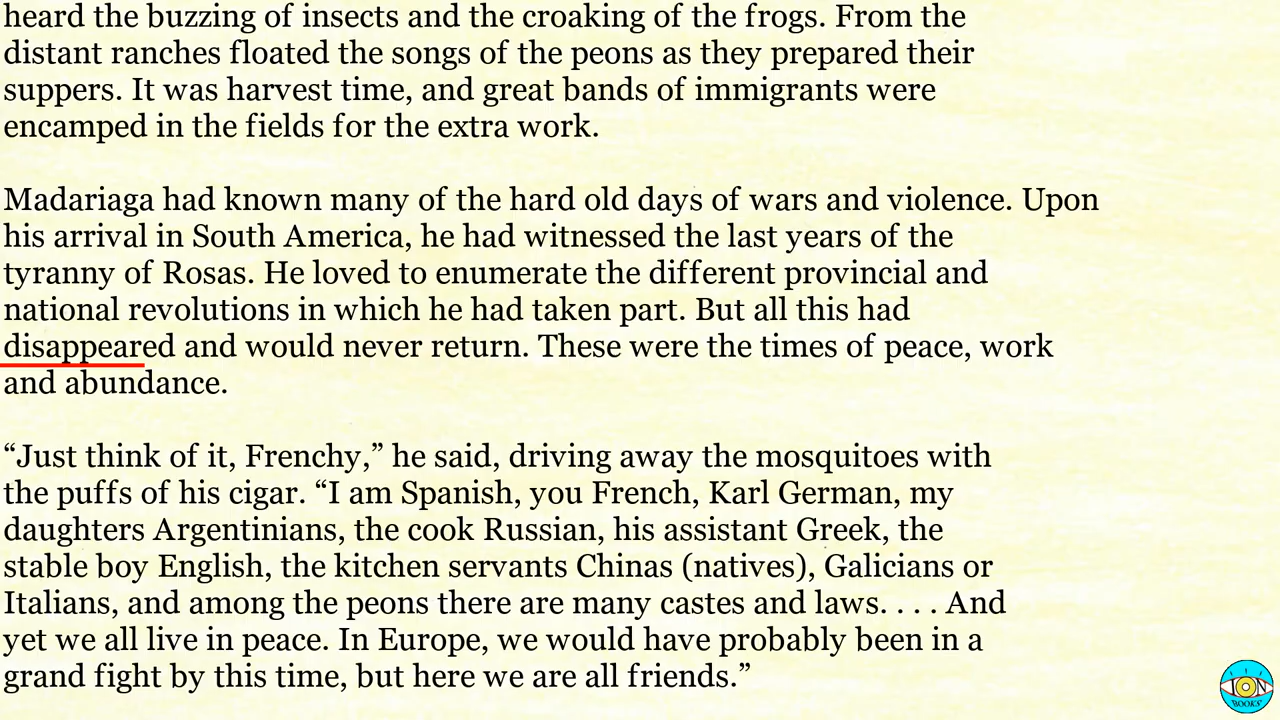 heard the buzzing of insects and the croaking of the frogs. From the
distant ranches floated the songs of the peons as they prepared their
suppers. It was harvest time, and great bands of immigrants were
encamped in the fields for the extra work.
Madariaga had known many of the hard old days of wars and violence. Upon
his arrival in South America, he had witnessed the last years of the
tyranny of Rosas. He loved to enumerate the different provincial and
national revolutions in which he had taken part. But all this had
disappeared and would never return. These were the times of peace, work
and abundance.
“Just think of it, Frenchy,” he said, driving away the mosquitoes with
the puffs of his cigar. “I am Spanish, you French, Karl German, my
daughters Argentinians, the cook Russian, his assistant Greek, the
stable boy English, the kitchen servants Chinas (natives), Galicians or
Italians, and among the peons there are many castes and laws. . . . And
yet we all live in peace. In Europe, we would have probably been in a
grand fight by this time, but here we are all friends.”
ION
BOOKS